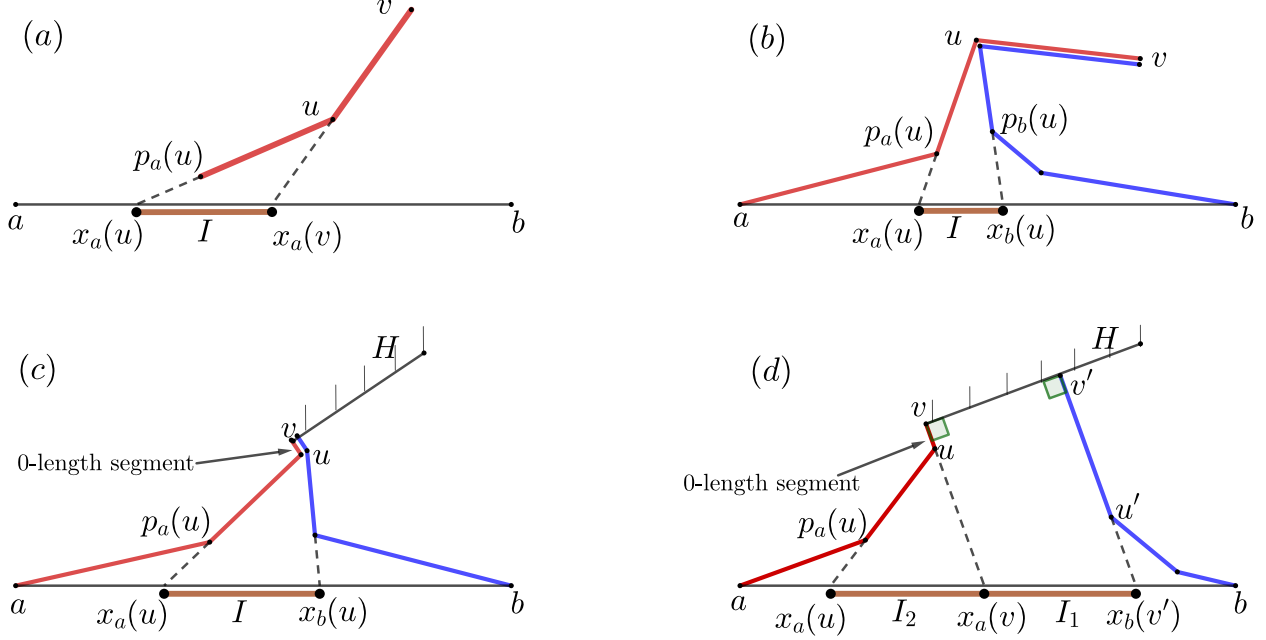 (a)
v
u
p_a(u)
a
b
x_a(u)
I
x_a(v)
(b)
u
v
p_a(u)
p_b(u)
a
b
x_a(u)
I
x_b(u)
(c)
H
v
0-length segment
u
p_a(u)
a
b
x_a(u)
I
x_b(u)
(d)
H
v'
v
u
0-length segment
p_a(u)
u'
a
b
x_a(u)
I_2
x_a(v)
I_1
x_b(v')